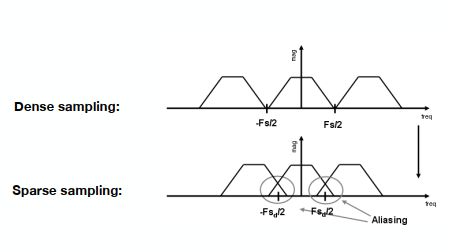 mag
Dense sampling:
-Fs/2
Fs/2
freq
mag
Sparse sampling:
-Fsd/2
Fsd/2
freq
Aliasing